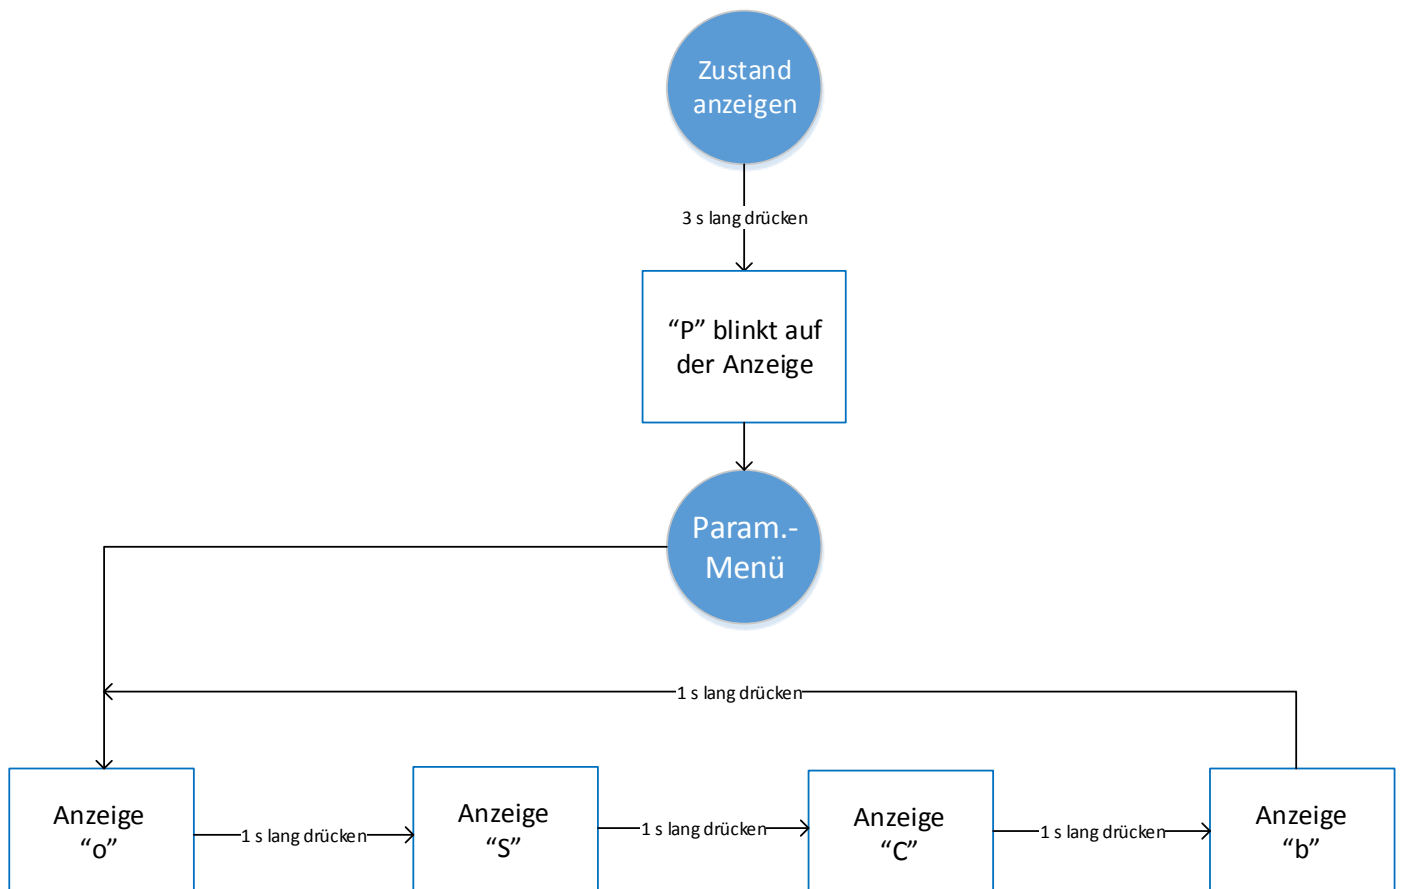 Zustand
anzeigen
3 s lang drücken
“P” blinkt auf
der Anzeige
Param.-
Menü
1 s lang drücken
Anzeige
“o”
1 s lang drücken
Anzeige
“S”
1 s lang drücken
Anzeige
“C”
1 s lang drücken
Anzeige
“b”